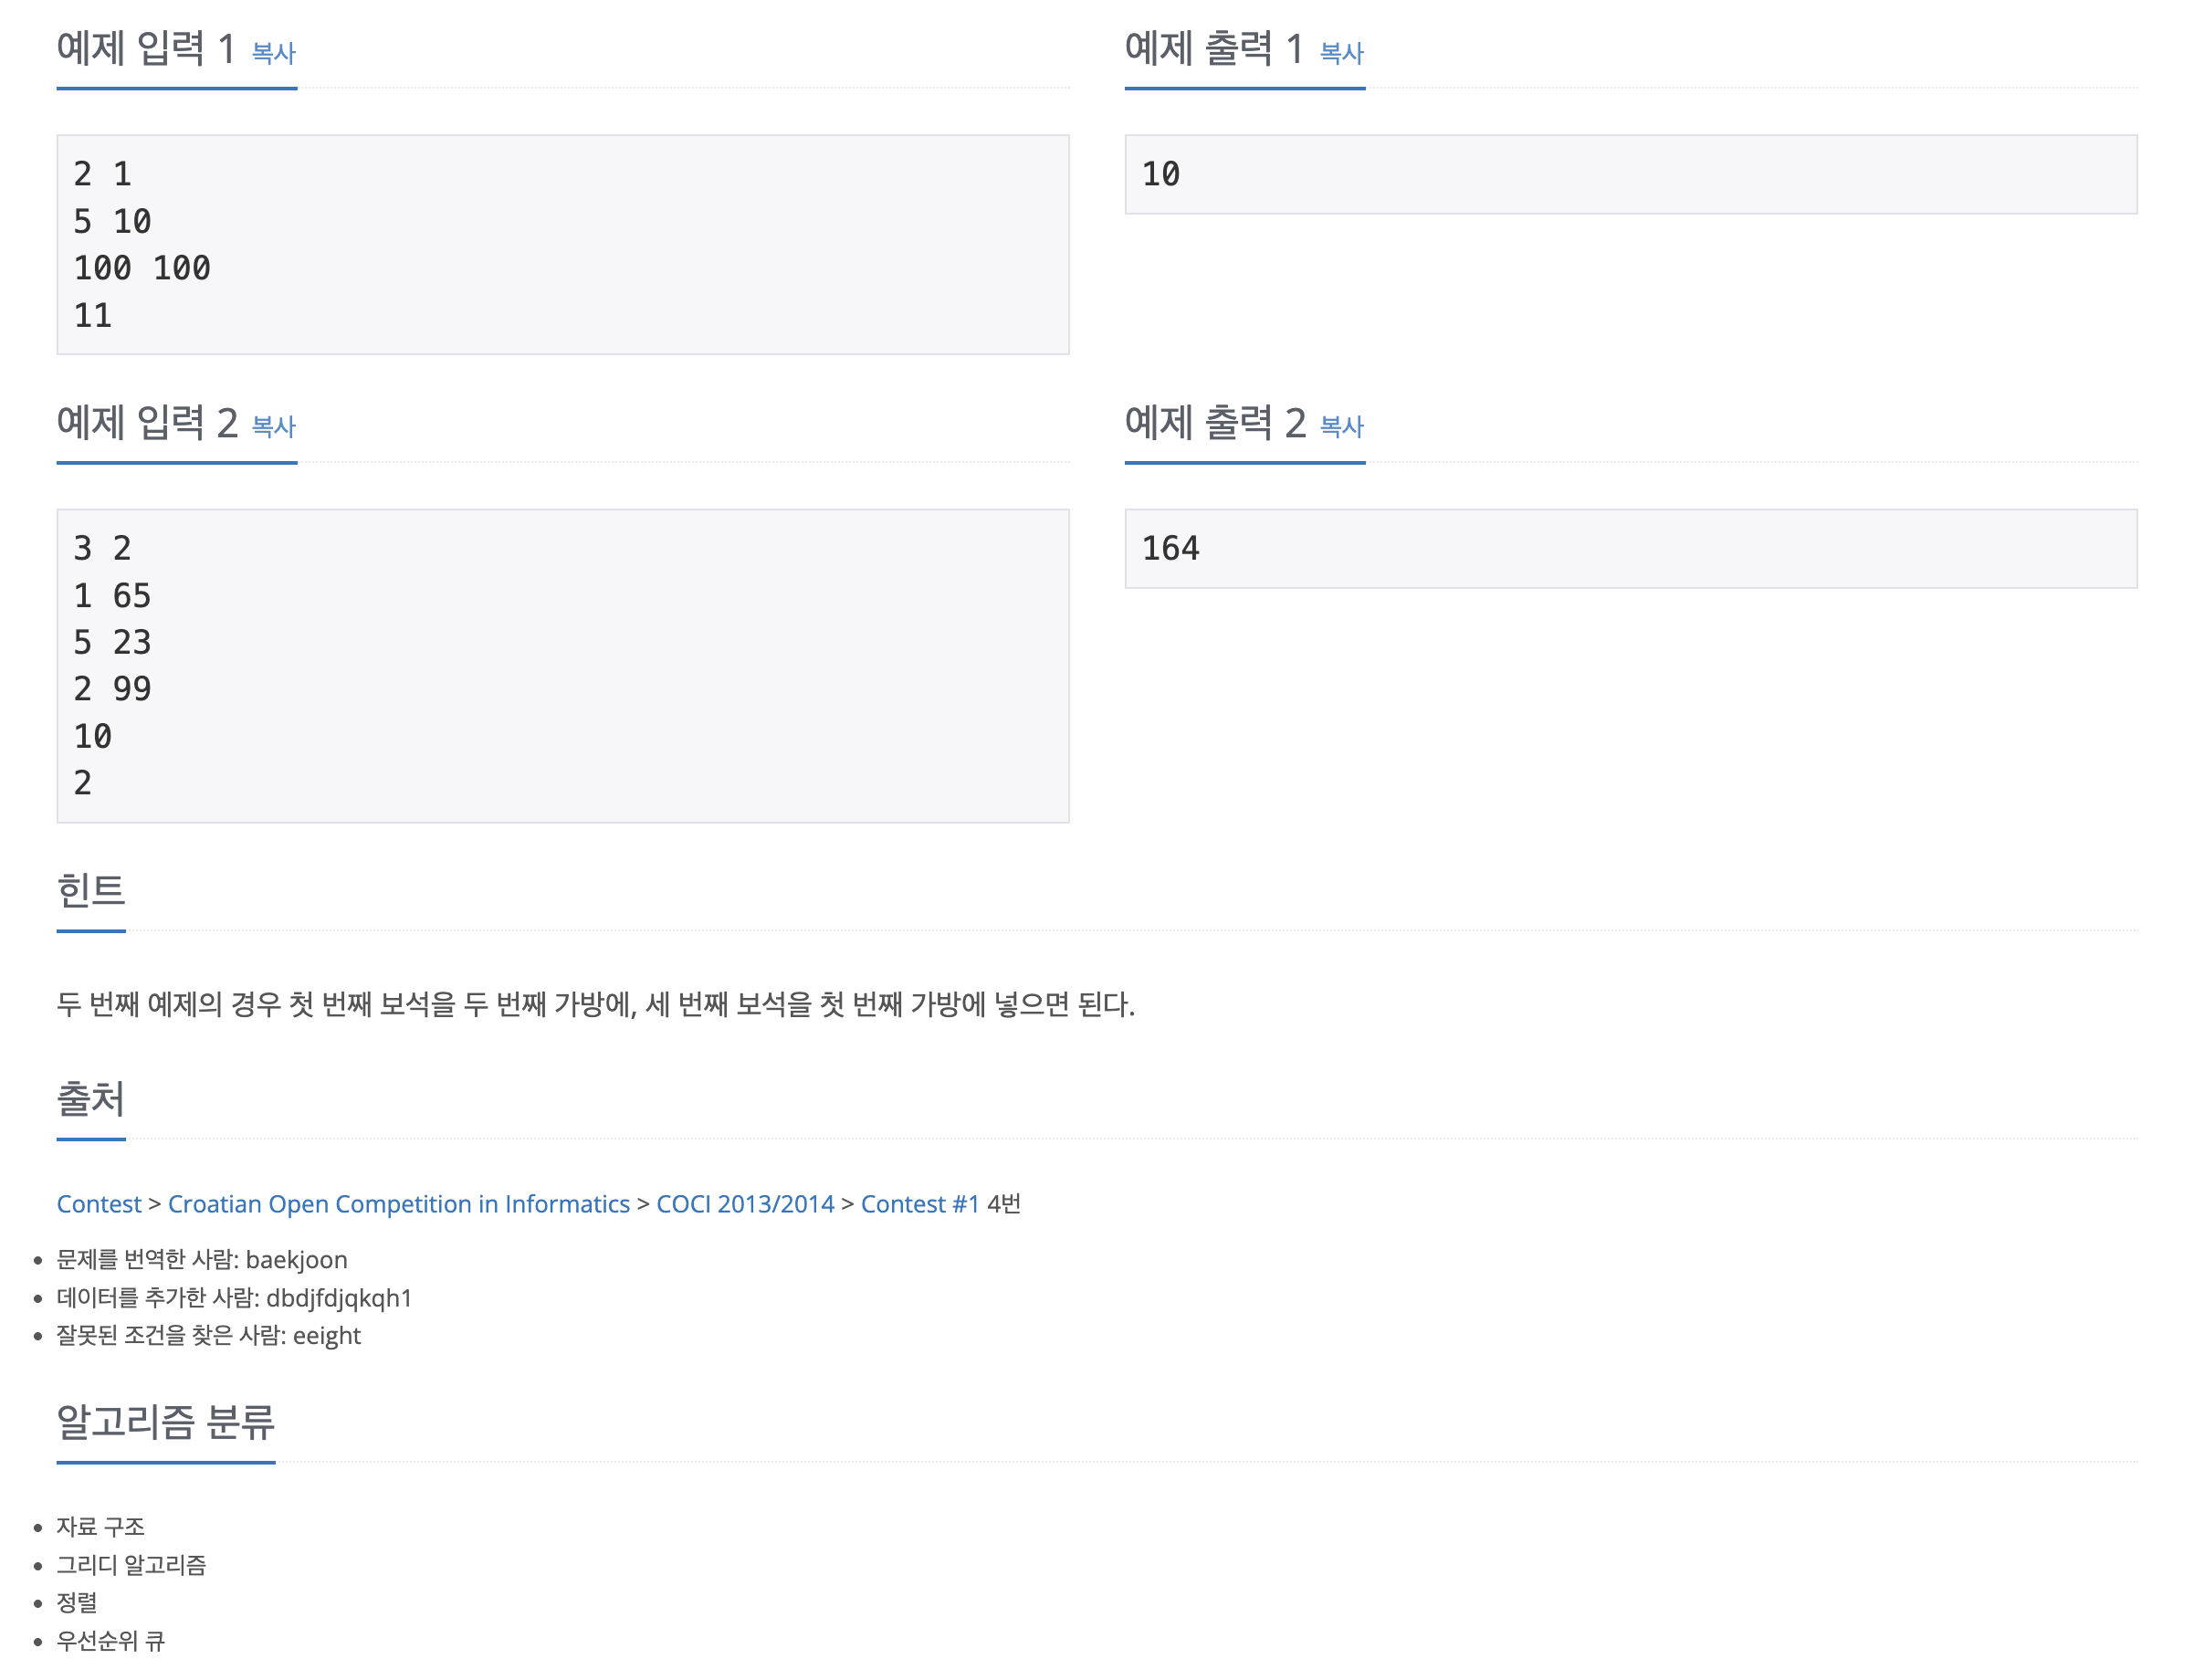 예제 입력 1 복사
2 1
5 10
100 100
11
예제 출력 1 복사
10
예제 입력 2 복사
3 2
1 65
5 23
2 99
10
2
예제 출력 2 복사
164
힌트
두 번째 예제의 경우 첫 번째 보석을 두 번째 가방에, 세 번째 보석을 첫 번째 가방에 넣으면 된다.
출처
Contest > Croatian Open Competition in Informatics > COCI 2013/2014 > Contest #1 4번
문제를 번역한 사람: baekjoon
데이터를 추가한 사람: dbdjfdjqkqh1
잘못된 조건을 찾은 사람: eeight
알고리즘 분류
자료 구조
그리디 알고리즘
정렬
우선순위 큐